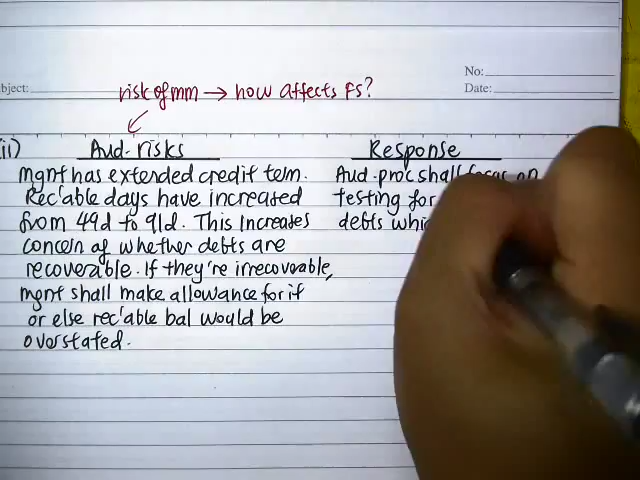 No:
bject:
Date:
risk of mm → how affects FS?
ii)
Aud. risks
Response
mgmt has extended credit term.
Rec'able days have increased
from 49d to 91d. This increases
concern of whether debts are
recoverable. If they're irrecoverable,
mgmt shall make allowance for it
or else rec'able bal would be
overstated.
Aud. proc shall focus on
testing for
debts